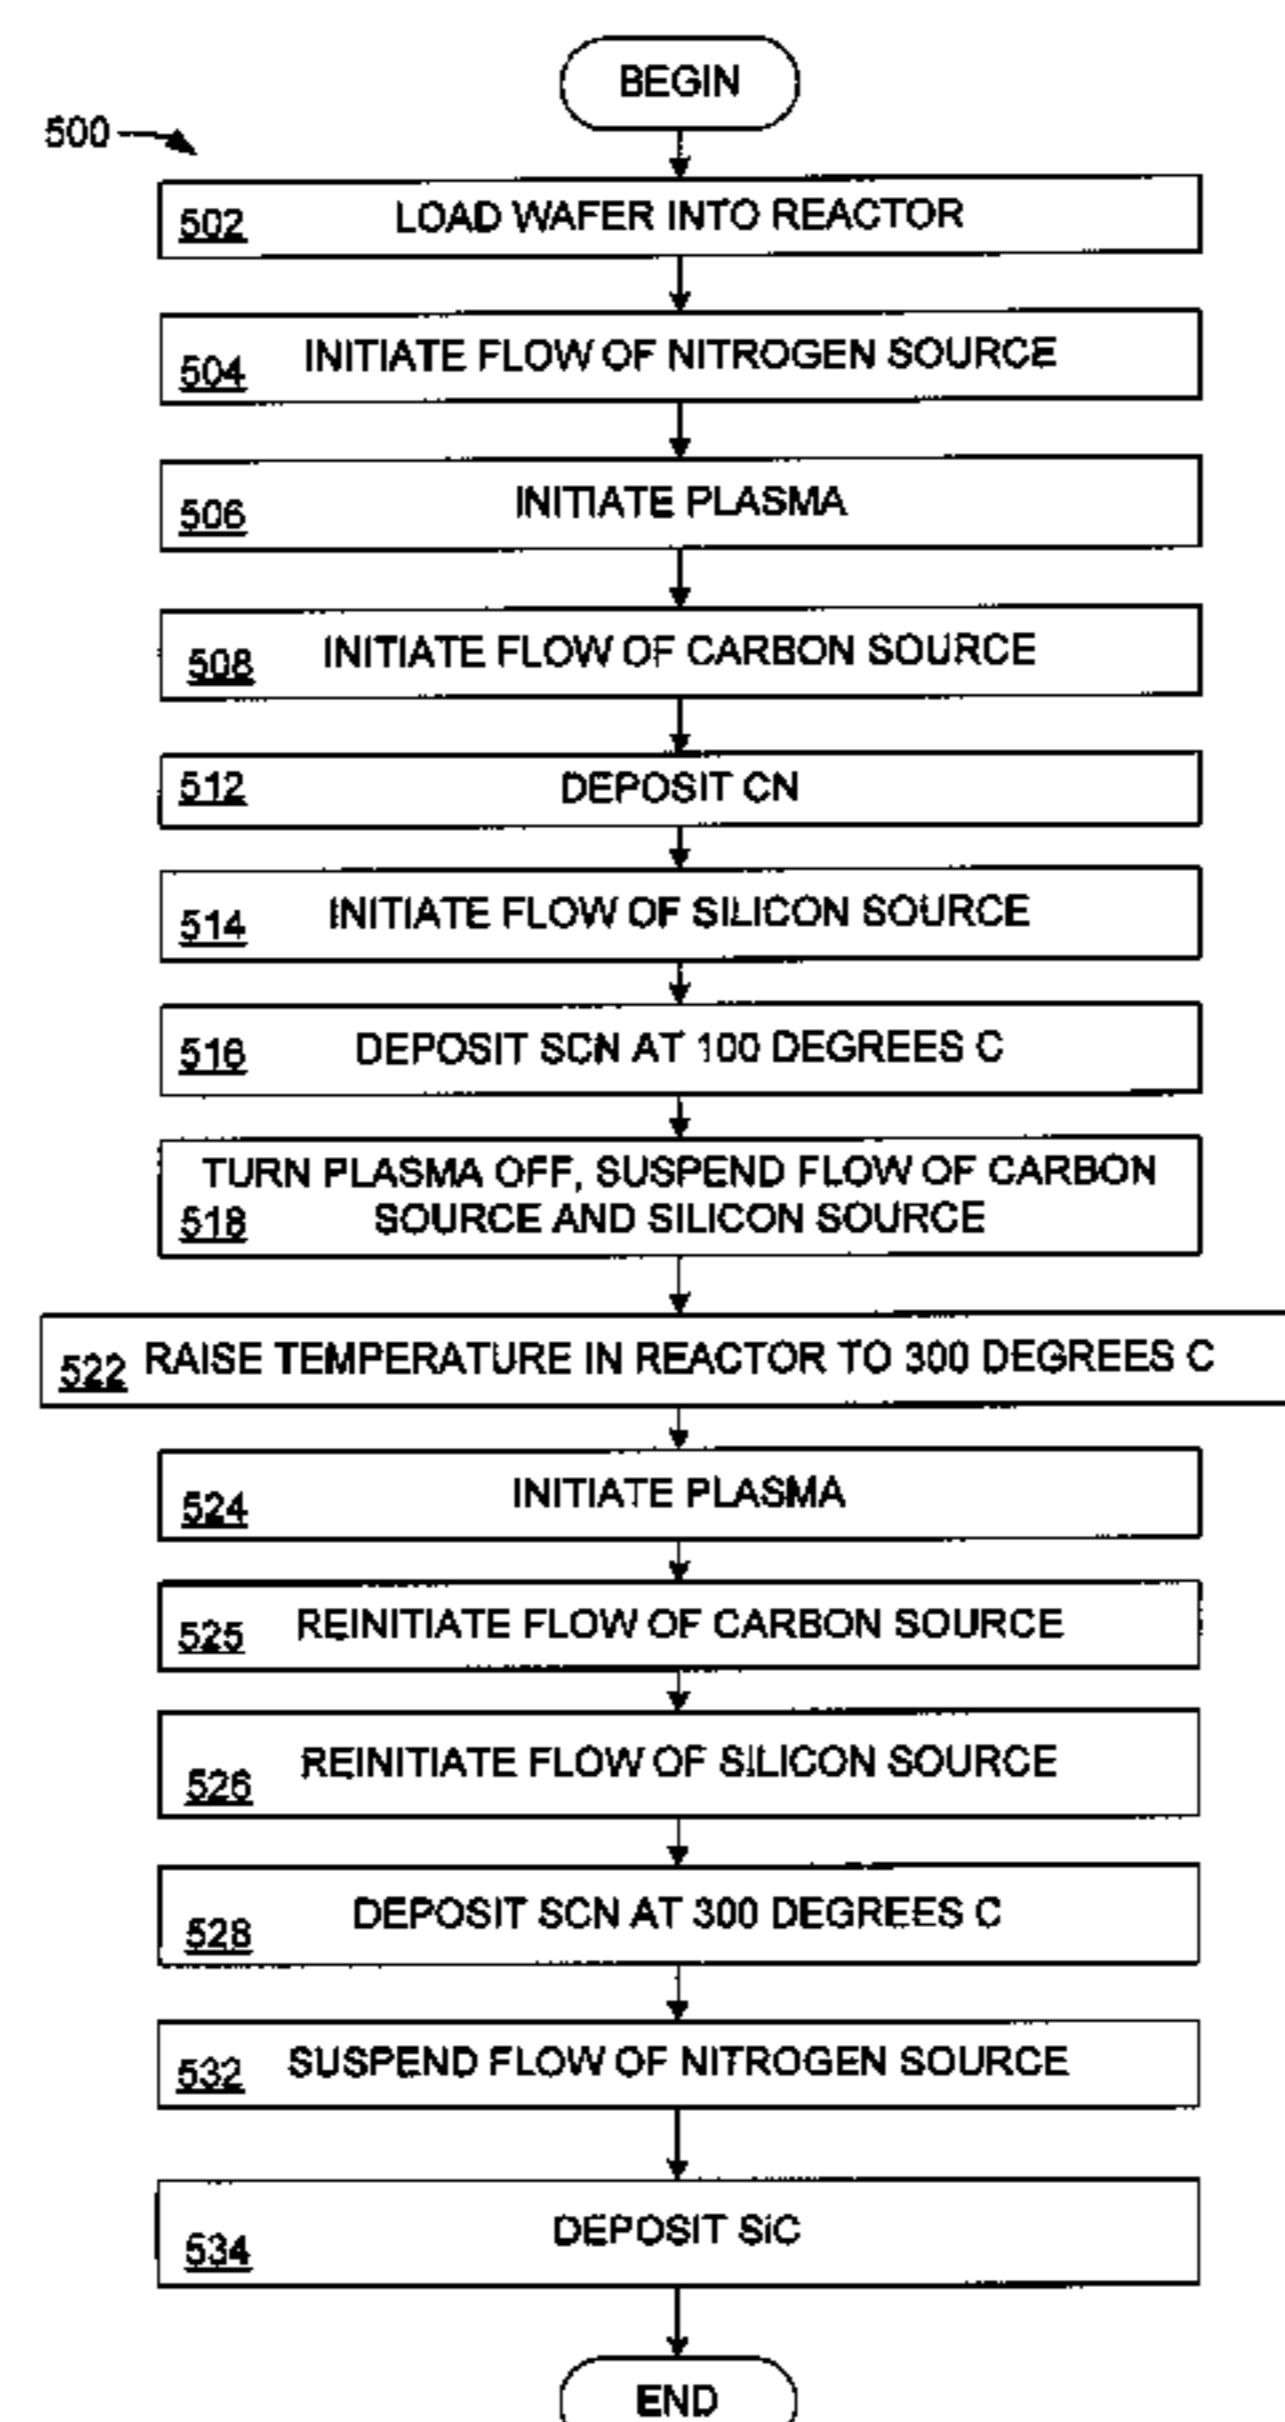 BEGIN
500
502 LOAD WAFER INTO REACTOR
504 INITIATE FLOW OF NITROGEN SOURCE
506 INITIATE PLASMA
508 INITIATE FLOW OF CARBON SOURCE
512 DEPOSIT CN
514 INITIATE FLOW OF SILICON SOURCE
516 DEPOSIT SCN AT 100 DEGREES C
TURN PLASMA OFF, SUSPEND FLOW OF CARBON
518 SOURCE AND SILICON SOURCE
522 RAISE TEMPERATURE IN REACTOR TO 300 DEGREES C
524 INITIATE PLASMA
525 REINITIATE FLOW OF CARBON SOURCE
526 REINITIATE FLOW OF SILICON SOURCE
528 DEPOSIT SCN AT 300 DEGREES C
532 SUSPEND FLOW OF NITROGEN SOURCE
534 DEPOSIT SiC
END